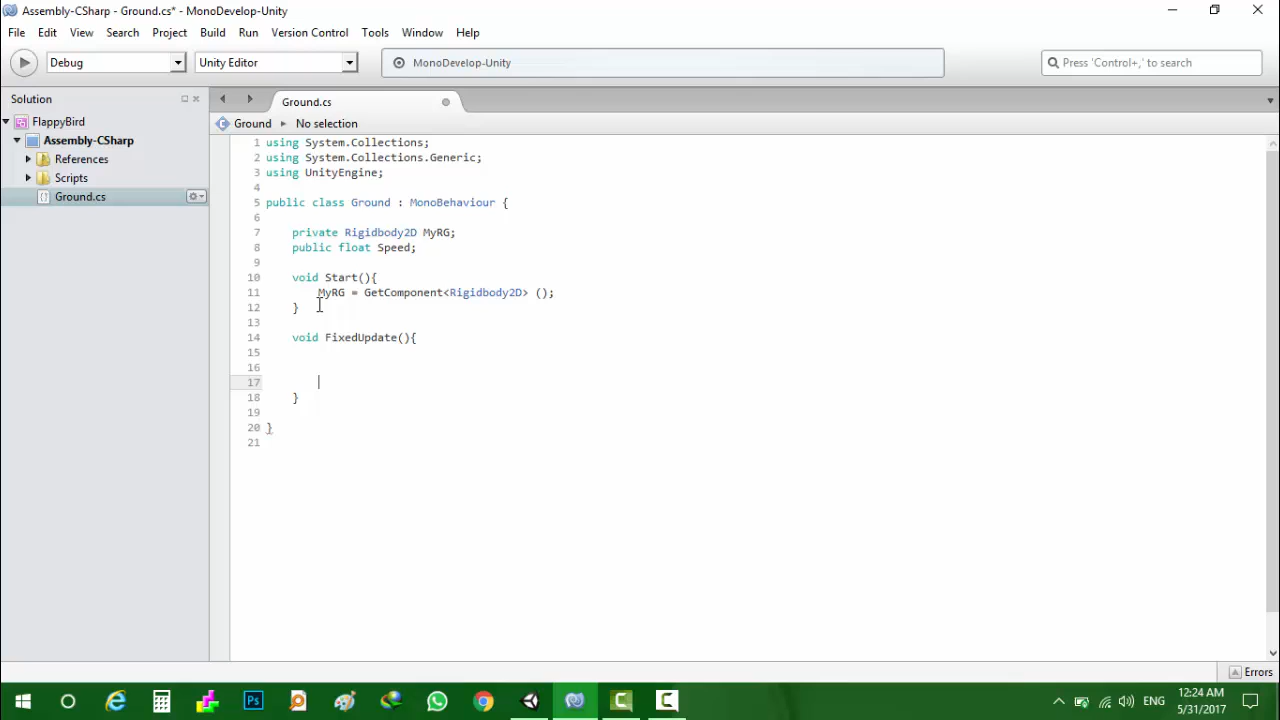 Assembly-CSharp - Ground.cs* - MonoDevelop-Unity
File Edit View Search Project Build Run Version Control Tools Window Help
Debug Unity Editor MonoDevelop-Unity Press 'Control+,' to search
Solution
FlappyBird
Assembly-CSharp
References
Scripts
Ground.cs
Ground.cs
Ground ▸ No selection
1 using System.Collections;
2 using System.Collections.Generic;
3 using UnityEngine;
4
5 public class Ground : MonoBehaviour {
6
7 private Rigidbody2D MyRG;
8 public float Speed;
9
10 void Start(){
11 MyRG = GetComponent<Rigidbody2D> ();
12 }
13
14 void FixedUpdate(){
15
16
17
18 }
19
20 }
21
Errors
Ps
ENG
12:24 AM
5/31/2017